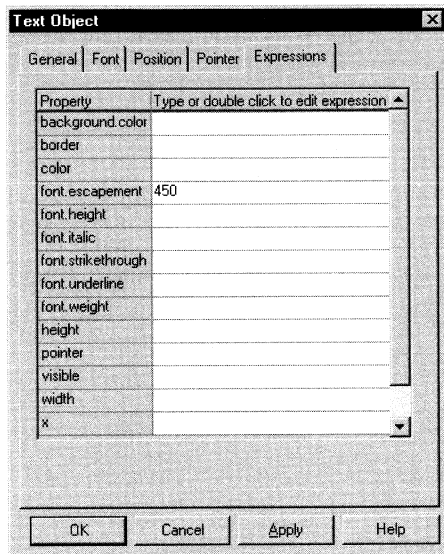 Text Object
General Font Position Pointer Expressions
Property Type or double click to edit expression
background.color
border
color
font.escapement 450
font.height
font.italic
font.strikethrough
font.underline
font.weight
height
pointer
visible
width
x
OK Cancel Apply Help